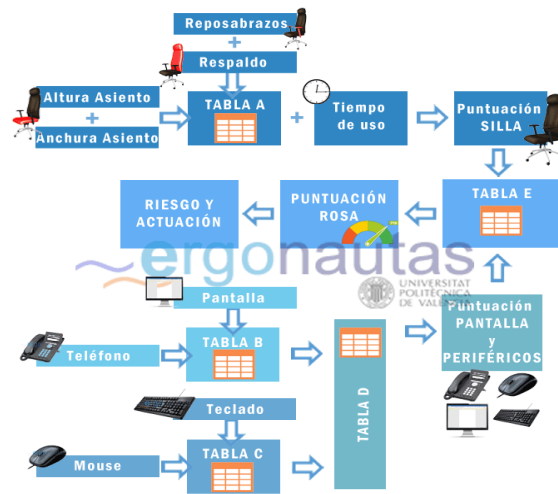 Reposabrazos
+
Respaldo
Altura Asiento
+
Anchura Asiento
TABLA A
+
Tiempo
de uso
Puntuación
SILLA
RIESGO Y
ACTUACIÓN
PUNTUACIÓN
ROSA
TABLA E
ergonautas
UNIVERSITAT
POLITÈCNICA
DE VALÈNCIA
Pantalla
Teléfono
TABLA B
Teclado
Mouse
TABLA C
TABLA D
Puntuación
PANTALLA
y
PERIFÉRICOS